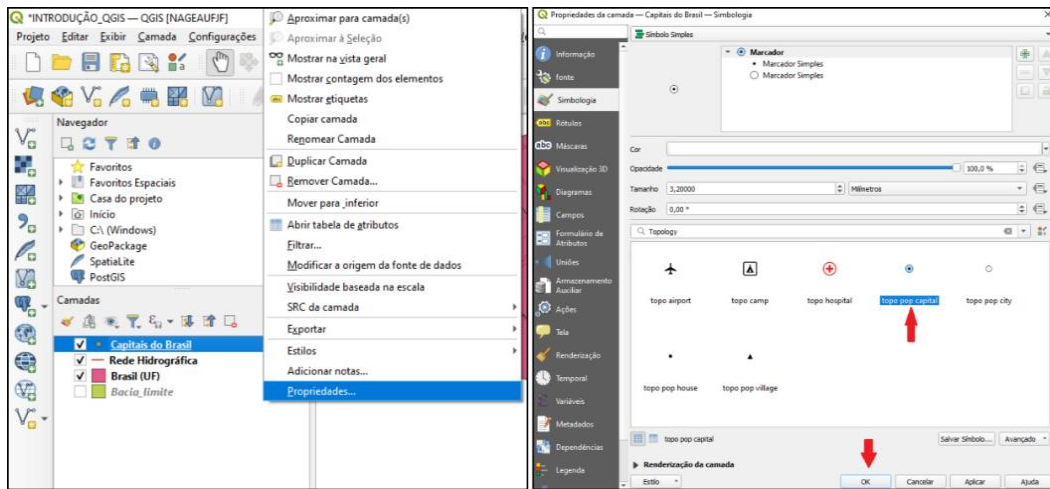 *INTRODUÇÃO_QGIS — QGIS [NAGEAUFJF]
Projeto Editar Exibir Camada Configurações
Navegador
Favoritos
Favoritos Espaciais
Casa do projeto
Início
C:\ (Windows)
GeoPackage
SpatiaLite
PostGIS
Camadas
Capitais do Brasil
Rede Hidrográfica
Brasil (UF)
Bacia_limite
Aproximar para camada(s)
Aproximar à Seleção
Mostrar na vista geral
Mostrar contagem dos elementos
Mostrar etiquetas
Copiar camada
Renomear Camada
Duplicar Camada
Remover Camada...
Mover para inferior
Abrir tabela de atributos
Filtrar...
Modificar a origem da fonte de dados
Visibilidade baseada na escala
SRC da camada
Exportar
Estilos
Adicionar notas...
Propriedades...
Propriedades da camada — Capitais do Brasil — Simbologia
Informação
fonte
Simbologia
abc Rótulos
abc Máscaras
Visualização 3D
Diagramas
Campos
Formulário de
Atributos
Uniões
Armazenamento
Auxiliar
Ações
Tela
Renderização
Temporal
Variáveis
Metadados
Dependências
Legenda
Símbolo Simples
Marcador
Marcador Simples
Marcador Simples
Cor
Opacidade 100,0 %
Tamanho 3,20000 Milímetros
Rotação 0,00 °
Topology
topo airport topo camp topo hospital topo pop capital topo pop city
topo pop house topo pop village
topo pop capital Salvar Símbolo... Avançado
Renderização da camada
Estilo OK Cancelar Aplicar Ajuda